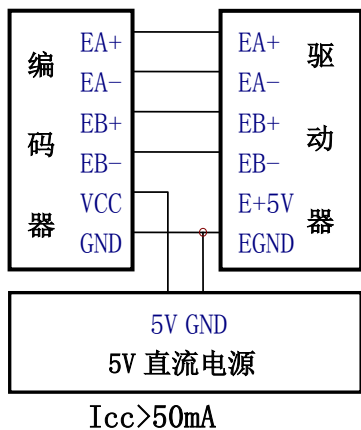 EA+ EA+
编 驱
EA- EA-
EB+ EB+
码 动
EB- EB-
VCC E+5V
器 器
GND EGND
5V GND
5V 直流电源
Icc>50mA